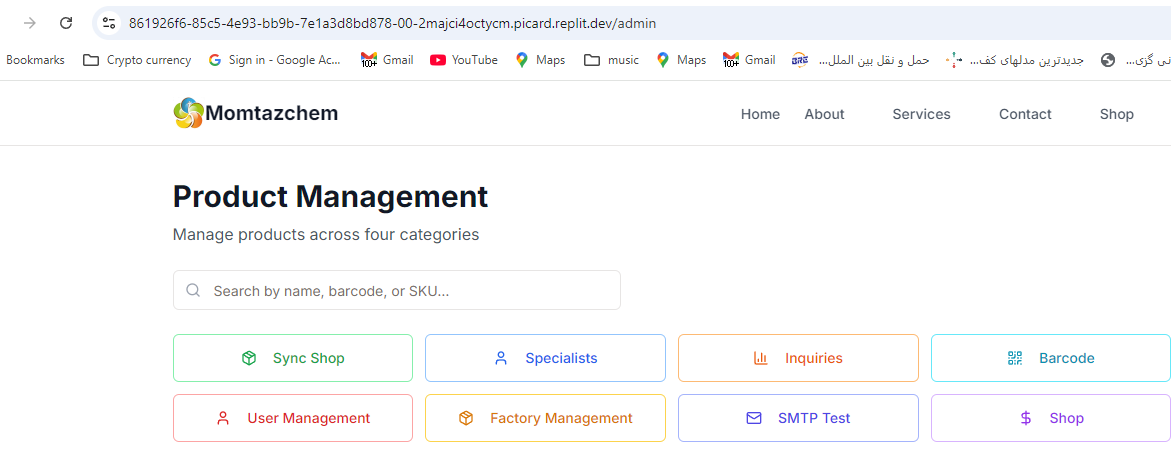 861926f6-85c5-4e93-bb9b-7e1a3d8bd878-00-2majci4octycm.picard.replit.dev/admin
Bookmarks Crypto currency Sign in - Google Ac... 100+ Gmail YouTube Maps music Maps 100+ Gmail BRE حمل و نقل بین الملل... جدیدترین مدلهای کف... نی گزی...
Momtazchem Home About Services Contact Shop
Product Management
Manage products across four categories
Search by name, barcode, or SKU...
Sync Shop Specialists Inquiries Barcode
User Management Factory Management SMTP Test Shop